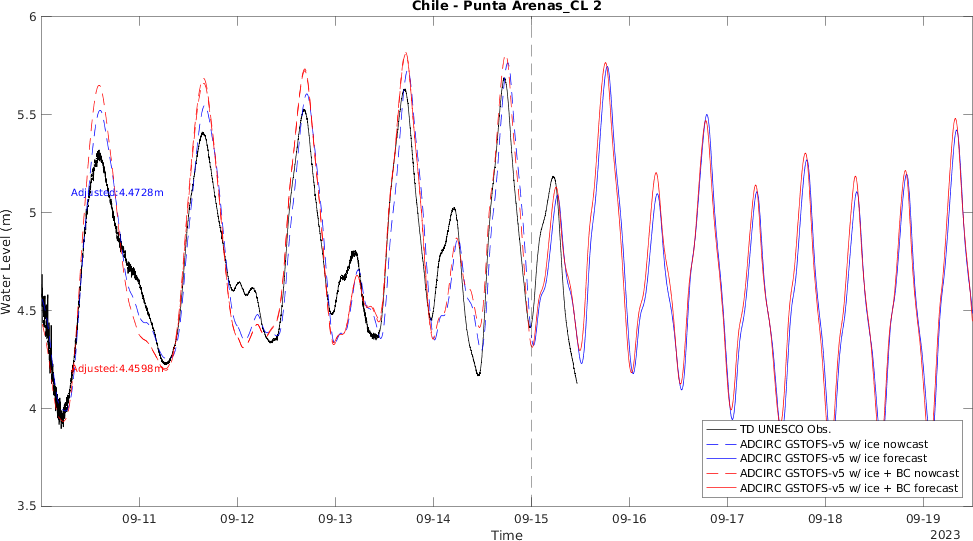 Chile - Punta Arenas_CL 2
6
5.5
5
4.5
4
3.5
Water Level (m)
Adjusted:4.4728m
Adjusted:4.4598m
TD UNESCO Obs.
ADCIRC GSTOFS-v5 w/ ice nowcast
ADCIRC GSTOFS-v5 w/ ice forecast
ADCIRC GSTOFS-v5 w/ ice + BC nowcast
ADCIRC GSTOFS-v5 w/ ice + BC forecast
09-11 09-12 09-13 09-14 09-15 09-16 09-17 09-18 09-19
Time
2023